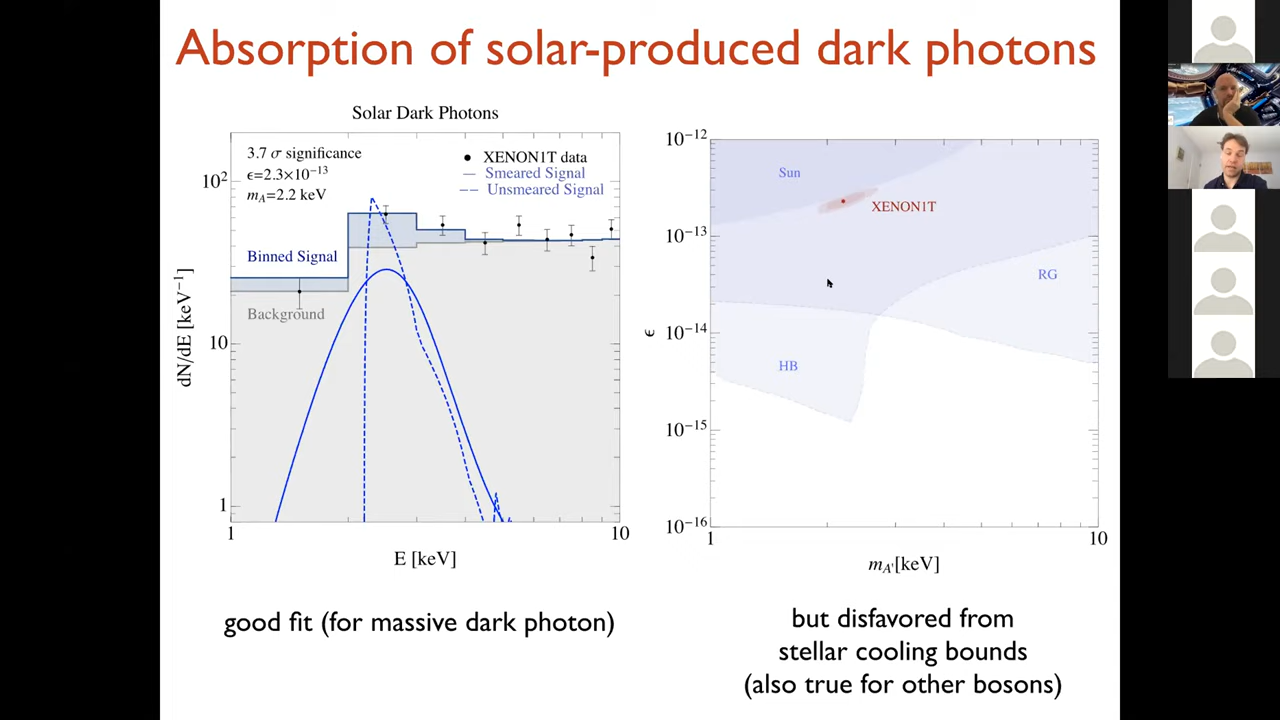 Absorption of solar-produced dark photons
Solar Dark Photons
3.7 σ significance
ϵ=2.3×10⁻¹³
m_A=2.2 keV
XENON1T data
Smeared Signal
Unsmeared Signal
Binned Signal
Background
10²
10
1
dN/dE [keV⁻¹]
1
10
E [keV]
good fit (for massive dark photon)
10⁻¹²
10⁻¹³
10⁻¹⁴
10⁻¹⁵
10⁻¹⁶
ϵ
Sun
XENON1T
RG
HB
1
10
m_A'[keV]
but disfavored from
stellar cooling bounds
(also true for other bosons)